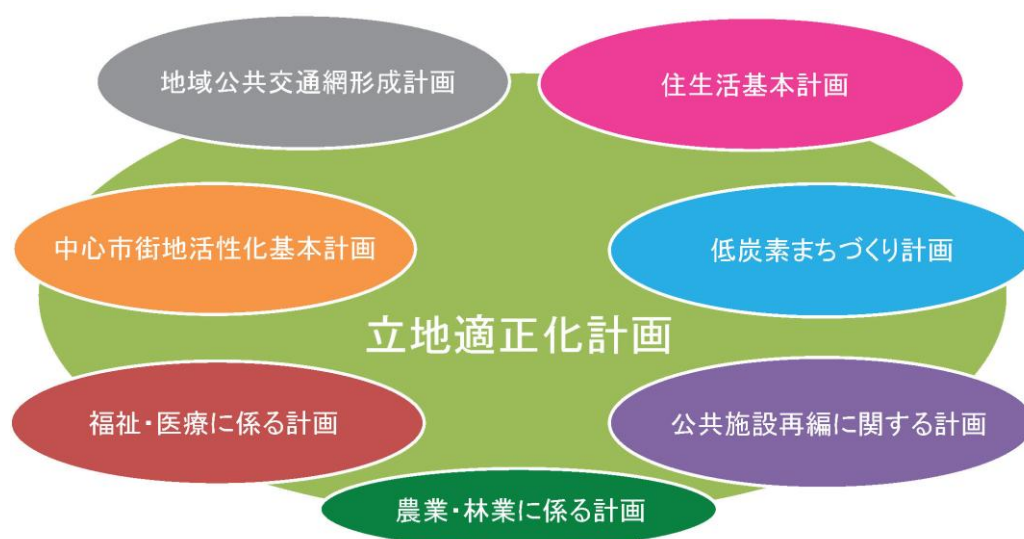 地域公共交通網形成計画
住生活基本計画
中心市街地活性化基本計画
低炭素まちづくり計画
立地適正化計画
福祉・医療に係る計画
公共施設再編に関する計画
農業・林業に係る計画